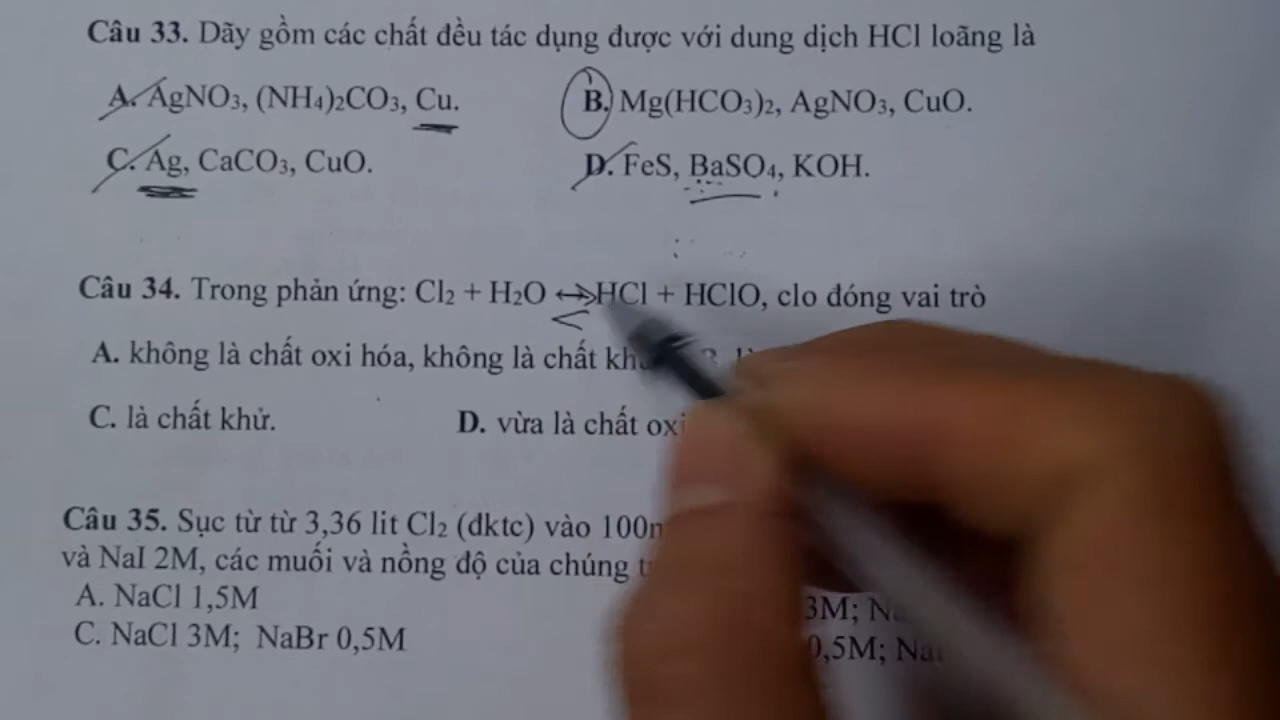 Câu 33. Dãy gồm các chất đều tác dụng được với dung dịch HCl loãng là
A. AgNO₃, (NH₄)₂CO₃, Cu. B. Mg(HCO₃)₂, AgNO₃, CuO.
C. Ag, CaCO₃, CuO. D. FeS, BaSO₄, KOH.
Câu 34. Trong phản ứng: Cl₂ + H₂O ⇌ HCl + HClO, clo đóng vai trò
A. không là chất oxi hóa, không là chất
C. là chất khử. D. vừa là chất oxi
Câu 35. Sục từ từ 3,36 lit Cl₂ (đktc) vào
và NaI 2M, các muối và nồng độ của chúng
A. NaCl 1,5M 3M;
C. NaCl 3M; NaBr 0,5M 0,5M;